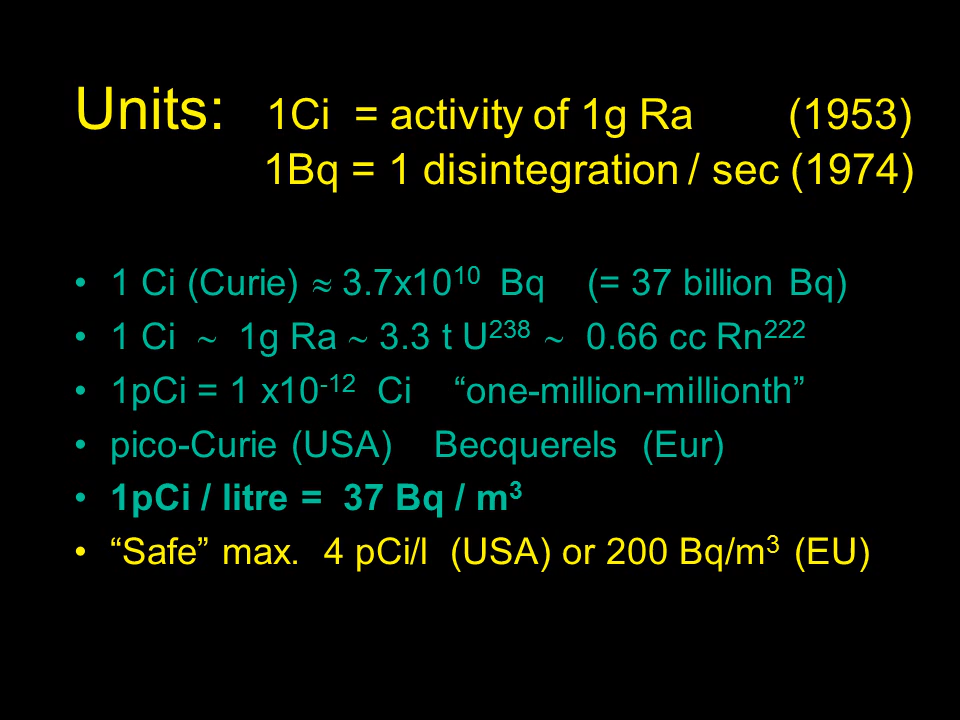 Units: 1Ci = activity of 1g Ra (1953)
1Bq = 1 disintegration / sec (1974)
• 1 Ci (Curie) ≈ 3.7x10¹⁰ Bq (= 37 billion Bq)
• 1 Ci ~ 1g Ra ~ 3.3 t U²³⁸ ~ 0.66 cc Rn²²²
• 1pCi = 1 x10⁻¹² Ci “one-million-millionth”
• pico-Curie (USA) Becquerels (Eur)
• 1pCi / litre = 37 Bq / m³
• “Safe” max. 4 pCi/l (USA) or 200 Bq/m³ (EU)